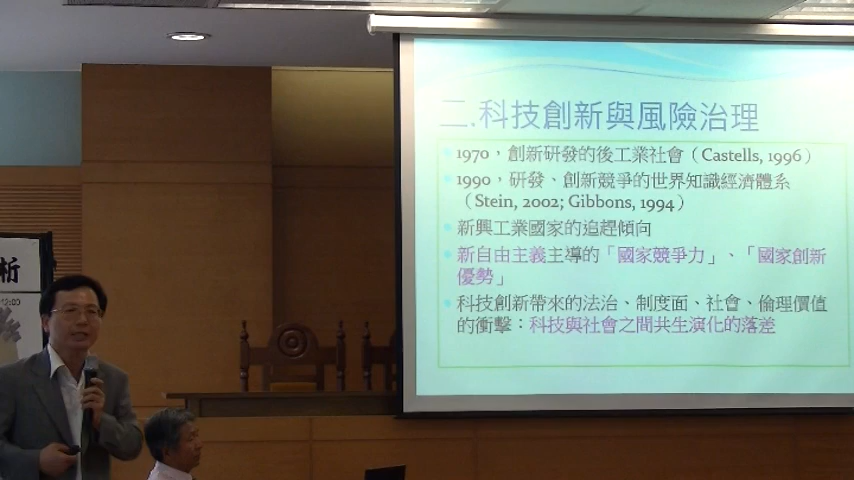 二.科技創新與風險治理
1970，創新研發的後工業社會（Castells, 1996）
1990，研發、創新競爭的世界知識經濟體系
（Stein, 2002; Gibbons, 1994）
新興工業國家的追趕傾向
新自由主義主導的「國家競爭力」、「國家創新
優勢」
科技創新帶來的法治、制度面、社會、倫理價值
的衝擊：科技與社會之間共生演化的落差
析